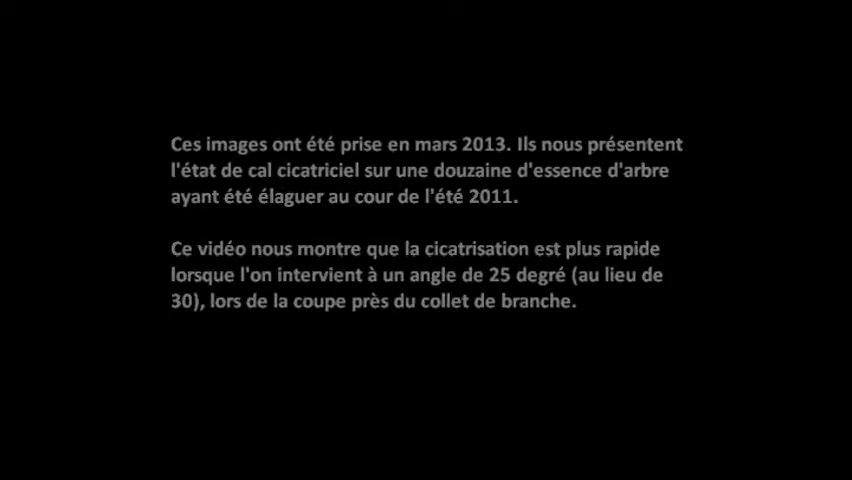 Ces images ont été prise en mars 2013. Ils nous présentent
l'état de cal cicatriciel sur une douzaine d'essence d'arbre
ayant été élaguer au cour de l'été 2011.
Ce vidéo nous montre que la cicatrisation est plus rapide
lorsque l'on intervient à un angle de 25 degré (au lieu de
30), lors de la coupe près du collet de branche.